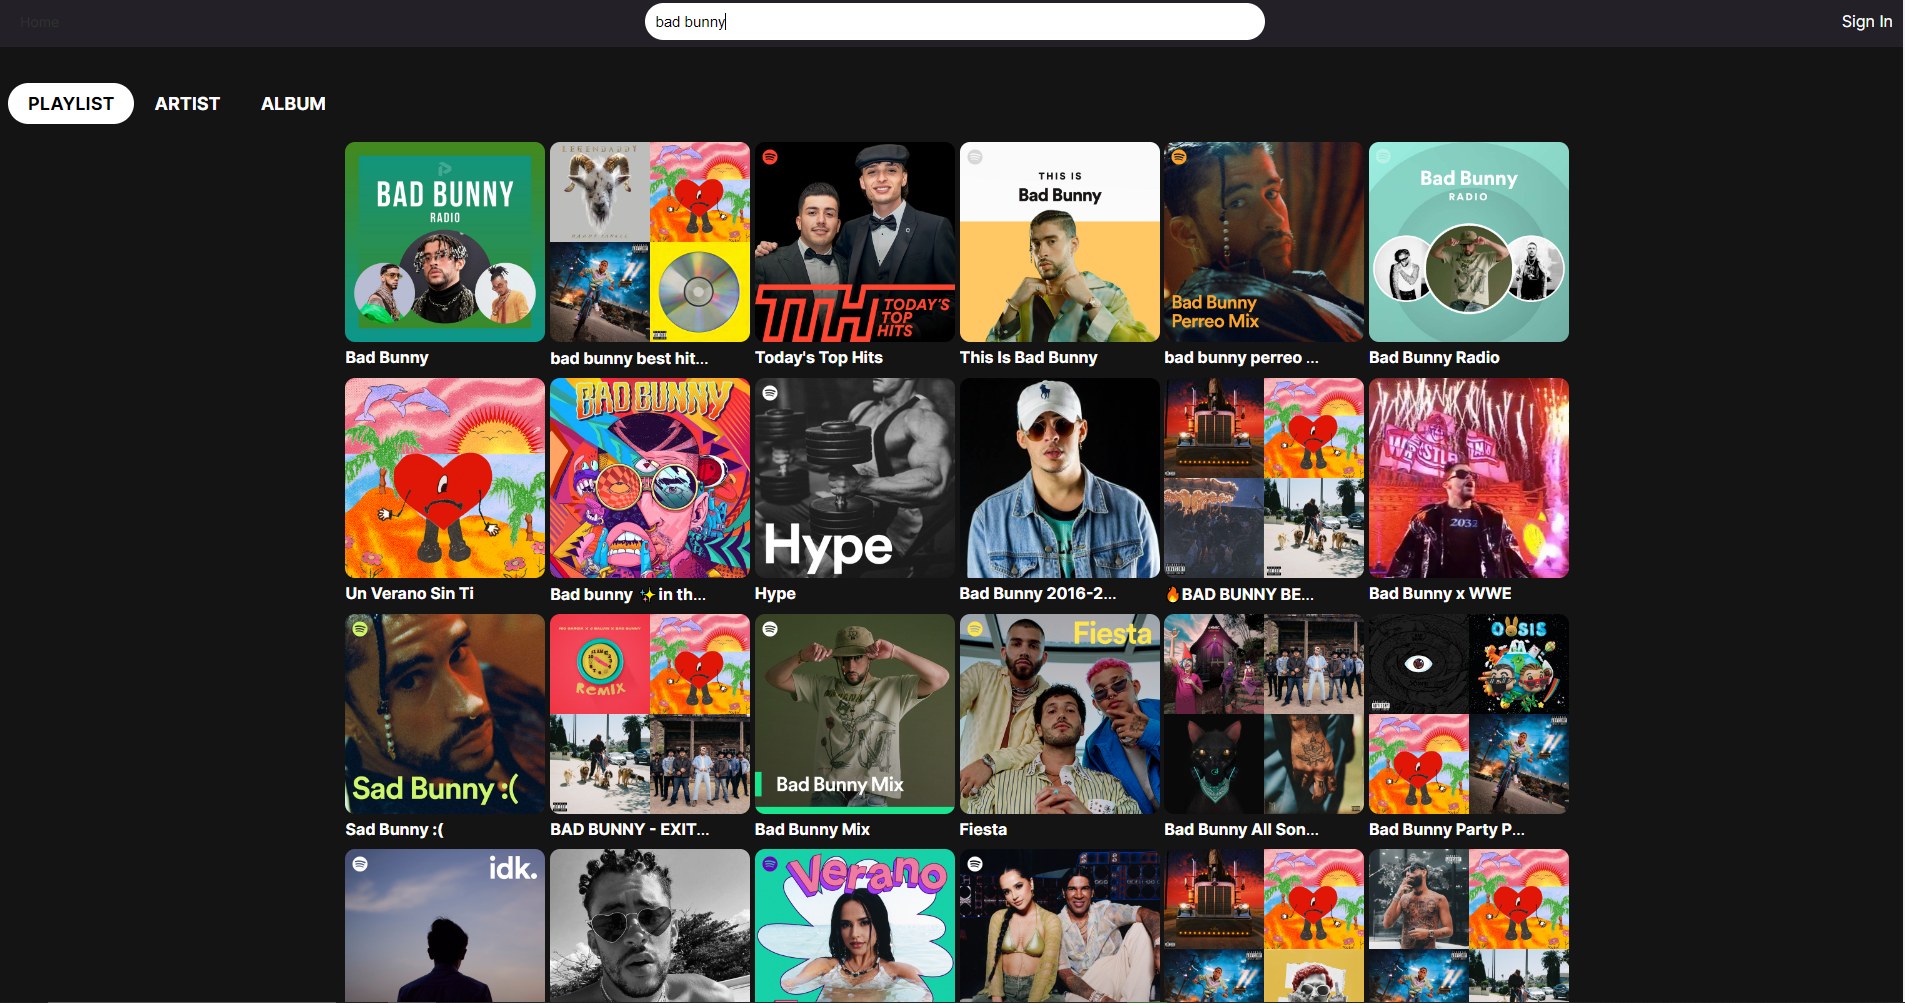 Home
bad bunny
Sign In
PLAYLIST
ARTIST
ALBUM
BAD BUNNY
RADIO
TTH
TODAY'S
TOP
HITS
THIS IS
Bad Bunny
Bad Bunny
Perreo Mix
Bad Bunny
RADIO
Bad Bunny
bad bunny best hit...
Today's Top Hits
This Is Bad Bunny
bad bunny perreo ...
Bad Bunny Radio
BAD BUNNY
Hype
Un Verano Sin Ti
Bad bunny ✨in th...
Hype
Bad Bunny 2016-2...
🔥BAD BUNNY BE...
Bad Bunny x WWE
Sad Bunny :(
REMIX
Bad Bunny Mix
Fiesta
OASIS
Sad Bunny :(
BAD BUNNY - EXIT...
Bad Bunny Mix
Fiesta
Bad Bunny All Son...
Bad Bunny Party P...
idk.
Verano